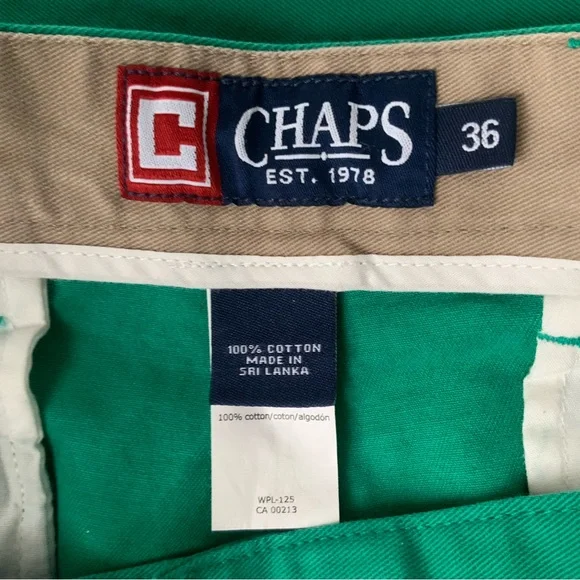 C
CHAPS
EST. 1978
36
100% COTTON
MADE IN
SRI LANKA
100% cotton/coton/algodón
WPL-125
CA 00213